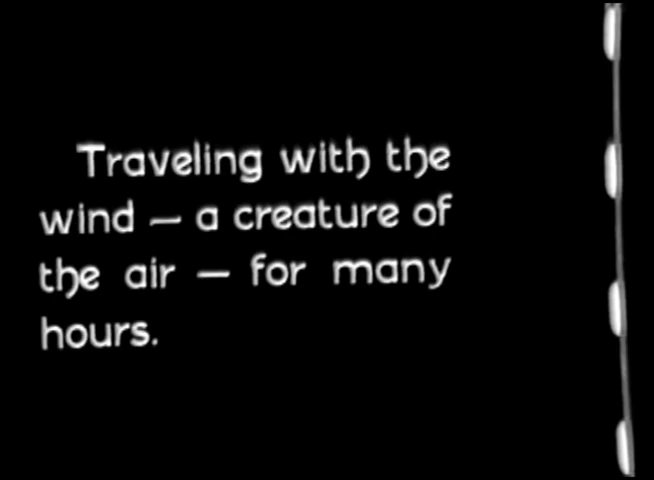 Traveling with the
wind — a creature of
the air — for many
hours.